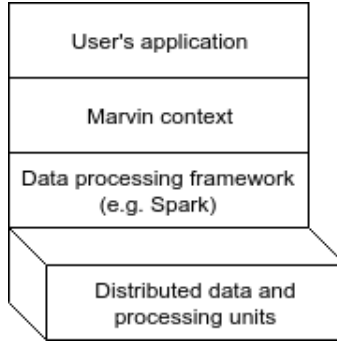 User's application
Marvin context
Data processing framework
(e.g. Spark)
Distributed data and
processing units